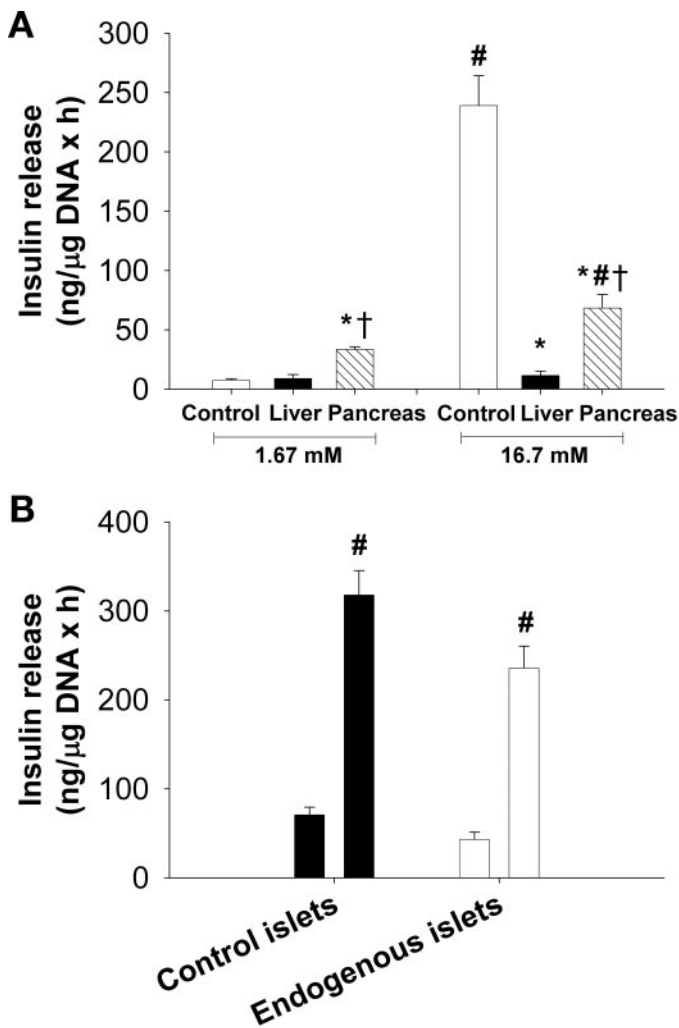 A
Insulin release
(ng/μg DNA x h)
300
250
200
150
100
50
0
#
*†
*
*#†
Control Liver Pancreas
Control Liver Pancreas
1.67 mM
16.7 mM
B
Insulin release
(ng/μg DNA x h)
400
300
200
100
0
#
#
Control islets
Endogenous islets